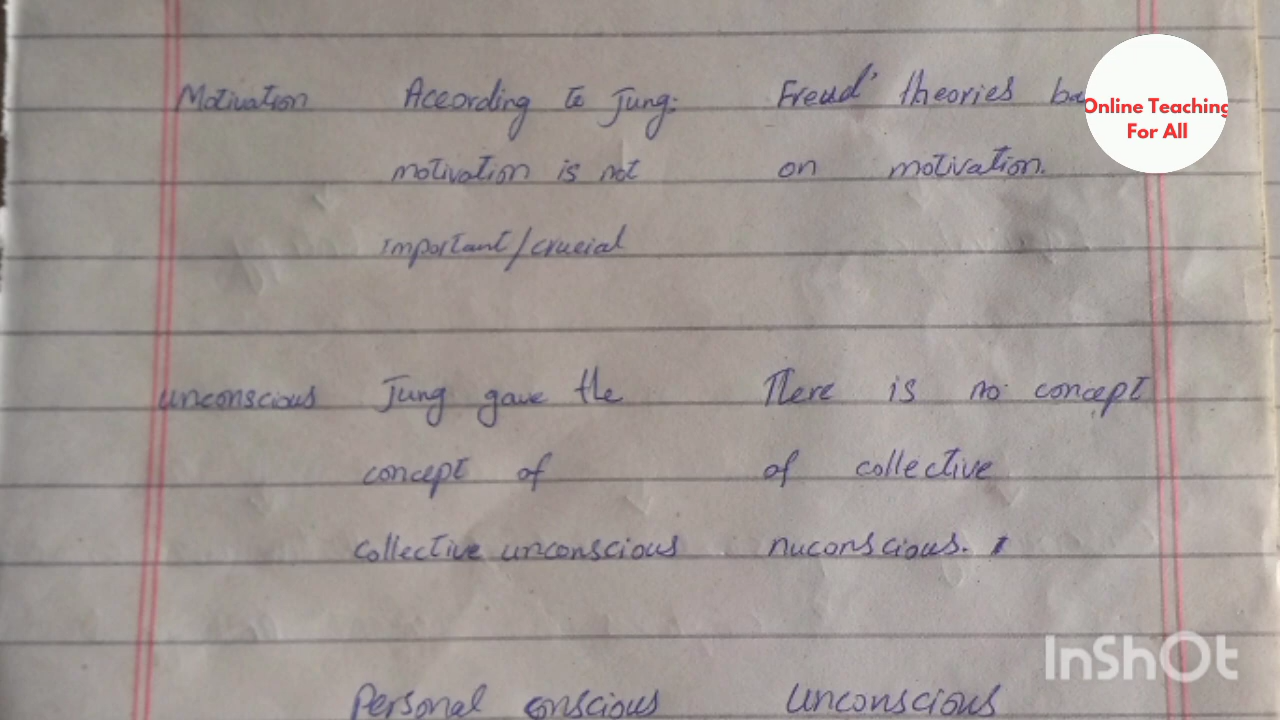 Motivation According to Jung: Freud' theories ba
motivation is not on motivation.
important/crucial
unconscious Jung gave the There is no concept
concept of of collective
collective unconscious nuconscious.
Personal conscious Unconscious
Online Teaching
For All
InShOt